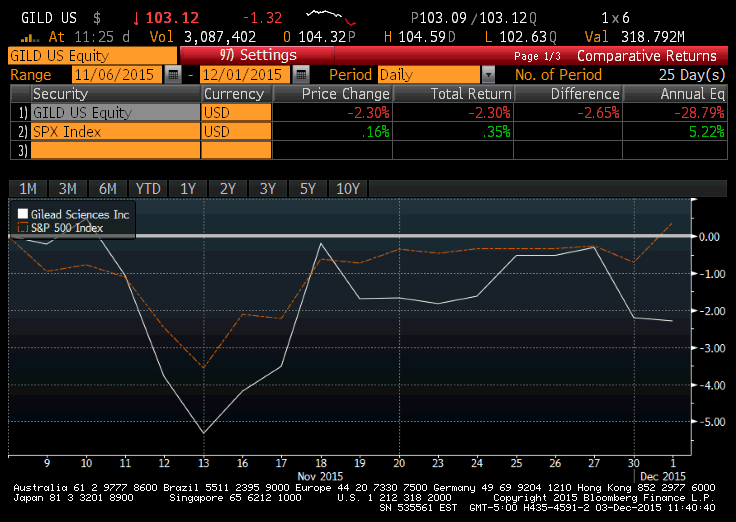 GILD US $ ↓ 103.12 -1.32 P103.09/103.12Q 1x6
At 11:25 d Vol 3,087,402 O 104.32P H 104.59D L 102.63Q Val 318.792M
GILD US Equity 97) Settings Page 1/3 Comparative Returns
Range 11/06/2015 - 12/01/2015 Period Daily No. of Period 25 Day(s)
Security Currency Price Change Total Return Difference Annual Eq
1) GILD US Equity USD -2.30% -2.30% -2.65% -28.79%
2) SPX Index USD .16% .35% 5.22%
3)
1M 3M 6M YTD 1Y 2Y 3Y 5Y 10Y
Gilead Sciences Inc
S&P 500 Index
0.00
-1.00
-2.00
-3.00
-4.00
-5.00
9 10 11 12 13 16 17 18 19 20 23 24 25 26 27 30 1
Nov 2015 Dec 2015
Australia 61 2 9777 8600 Brazil 5511 2395 9000 Europe 44 20 7330 7500 Germany 49 69 9204 1210 Hong Kong 852 2977 6000
Japan 81 3 3201 8900 Singapore 65 6212 1000 U.S. 1 212 318 2000 Copyright 2015 Bloomberg Finance L.P.
SN 535561 EST GMT-5:00 H435-4591-2 03-Dec-2015 11:40:40